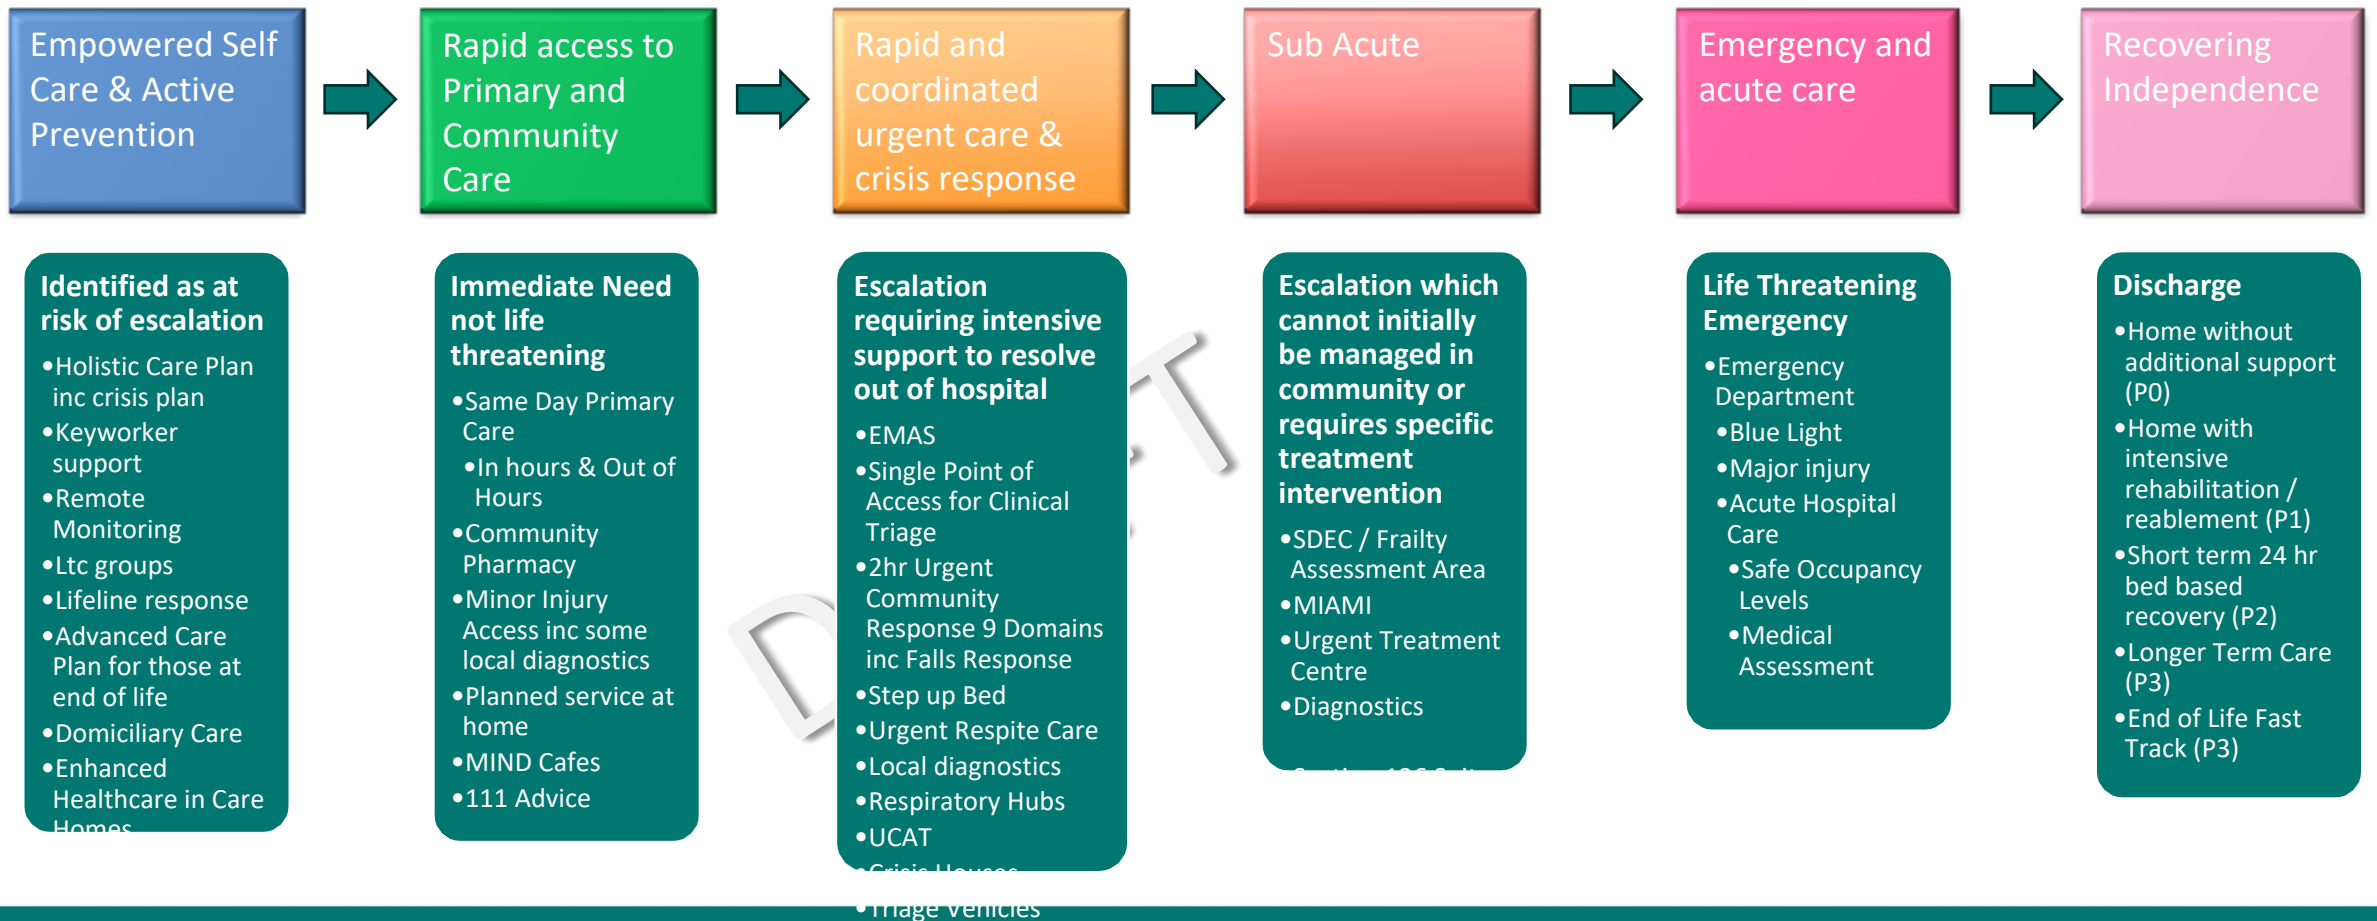 Empowered Self
Care & Active
Prevention
Rapid access to
Primary and
Community
Care
Rapid and
coordinated
urgent care &
crisis response
Sub Acute
Emergency and
acute care
Recovering
Independence
Identified as at
risk of escalation
•Holistic Care Plan
inc crisis plan
•Keyworker
support
•Remote
Monitoring
•Ltc groups
•Lifeline response
•Advanced Care
Plan for those at
end of life
•Domiciliary Care
•Enhanced
Healthcare in Care
Homes
Immediate Need
not life
threatening
•Same Day Primary
Care
•In hours & Out of
Hours
•Community
Pharmacy
•Minor Injury
Access inc some
local diagnostics
•Planned service at
home
•MIND Cafes
•111 Advice
Escalation
requiring intensive
support to resolve
out of hospital
•EMAS
•Single Point of
Access for Clinical
Triage
•2hr Urgent
Community
Response 9 Domains
inc Falls Response
•Step up Bed
•Urgent Respite Care
•Local diagnostics
•Respiratory Hubs
•UCAT
•Crisis Houses
•Triage Vehicles
Escalation which
cannot initially
be managed in
community or
requires specific
treatment
intervention
•SDEC / Frailty
Assessment Area
•MIAMI
•Urgent Treatment
Centre
•Diagnostics
Life Threatening
Emergency
•Emergency
Department
•Blue Light
•Major injury
•Acute Hospital
Care
•Safe Occupancy
Levels
•Medical
Assessment
Discharge
•Home without
additional support
(P0)
•Home with
intensive
rehabilitation /
reablement (P1)
•Short term 24 hr
bed based
recovery (P2)
•Longer Term Care
(P3)
•End of Life Fast
Track (P3)